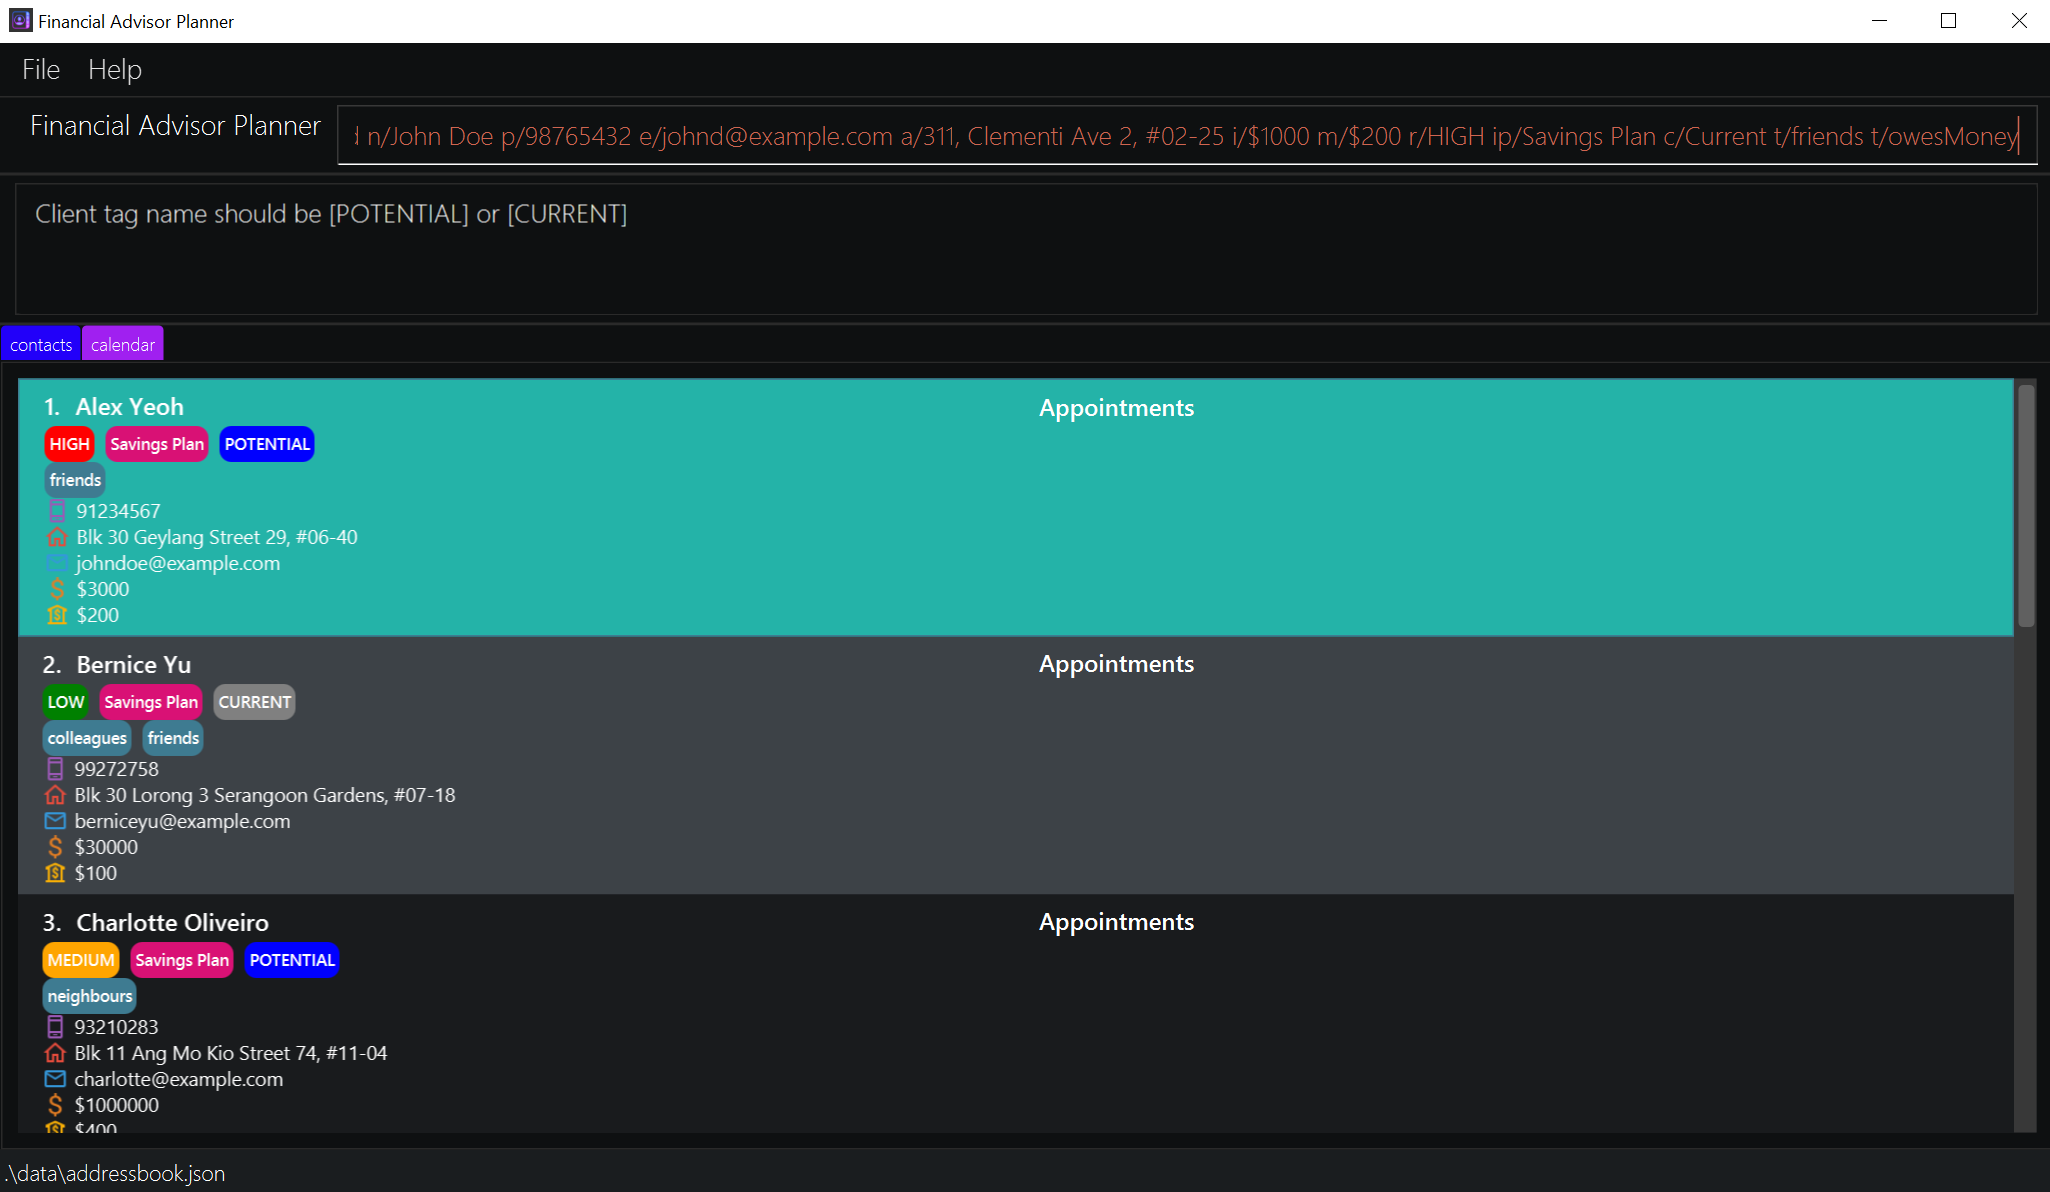 Financial Advisor Planner
File Help
Financial Advisor Planner
n/John Doe p/98765432 e/johnd@example.com a/311, Clementi Ave 2, #02-25 i/$1000 m/$200 r/HIGH ip/Savings Plan c/Current t/friends t/owesMoney
Client tag name should be [POTENTIAL] or [CURRENT]
contacts calendar
1. Alex Yeoh Appointments
HIGH Savings Plan POTENTIAL
friends
91234567
Blk 30 Geylang Street 29, #06-40
johndoe@example.com
$3000
$200
2. Bernice Yu Appointments
LOW Savings Plan CURRENT
colleagues friends
99272758
Blk 30 Lorong 3 Serangoon Gardens, #07-18
berniceyu@example.com
$30000
$100
3. Charlotte Oliveiro Appointments
MEDIUM Savings Plan POTENTIAL
neighbours
93210283
Blk 11 Ang Mo Kio Street 74, #11-04
charlotte@example.com
$1000000
$400
.\data\addressbook.json